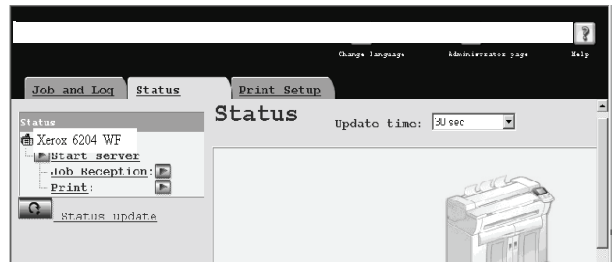 ?
Change language Administrator page Help
Job and Log Status Print Setup
Status
Status
Update time: 30 sec
Xerox 6204 WF
Start server
Job Reception:
Print:
Status update